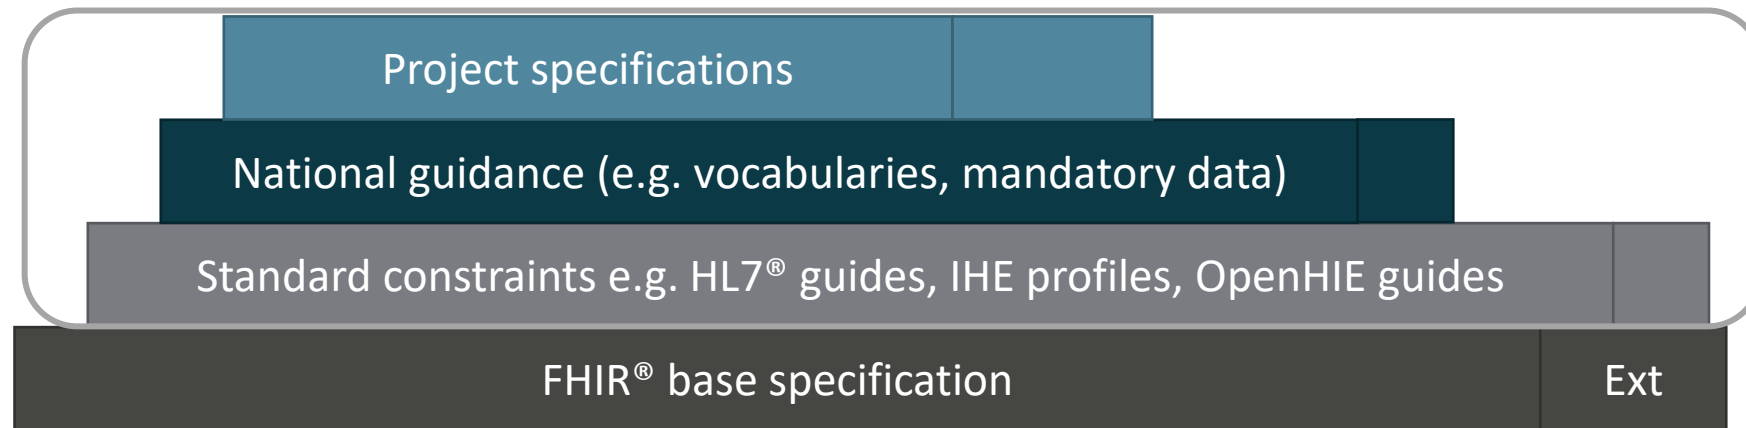 Project specifications
National guidance (e.g. vocabularies, mandatory data)
Standard constraints e.g. HL7® guides, IHE profiles, OpenHIE guides
FHIR® base specification
Ext